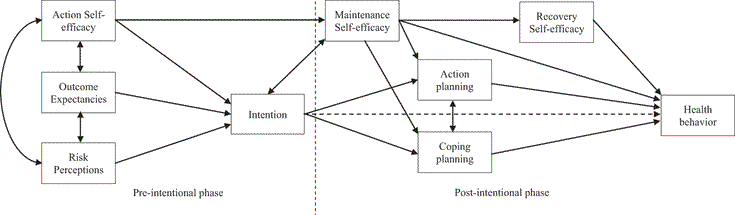 Action Self-
efficacy
Maintenance
Self-efficacy
Recovery
Self-efficacy
Outcome
Expectancies
Action
planning
Intention
Health
behavior
Risk
Perceptions
Coping
planning
Pre-intentional phase
Post-intentional phase